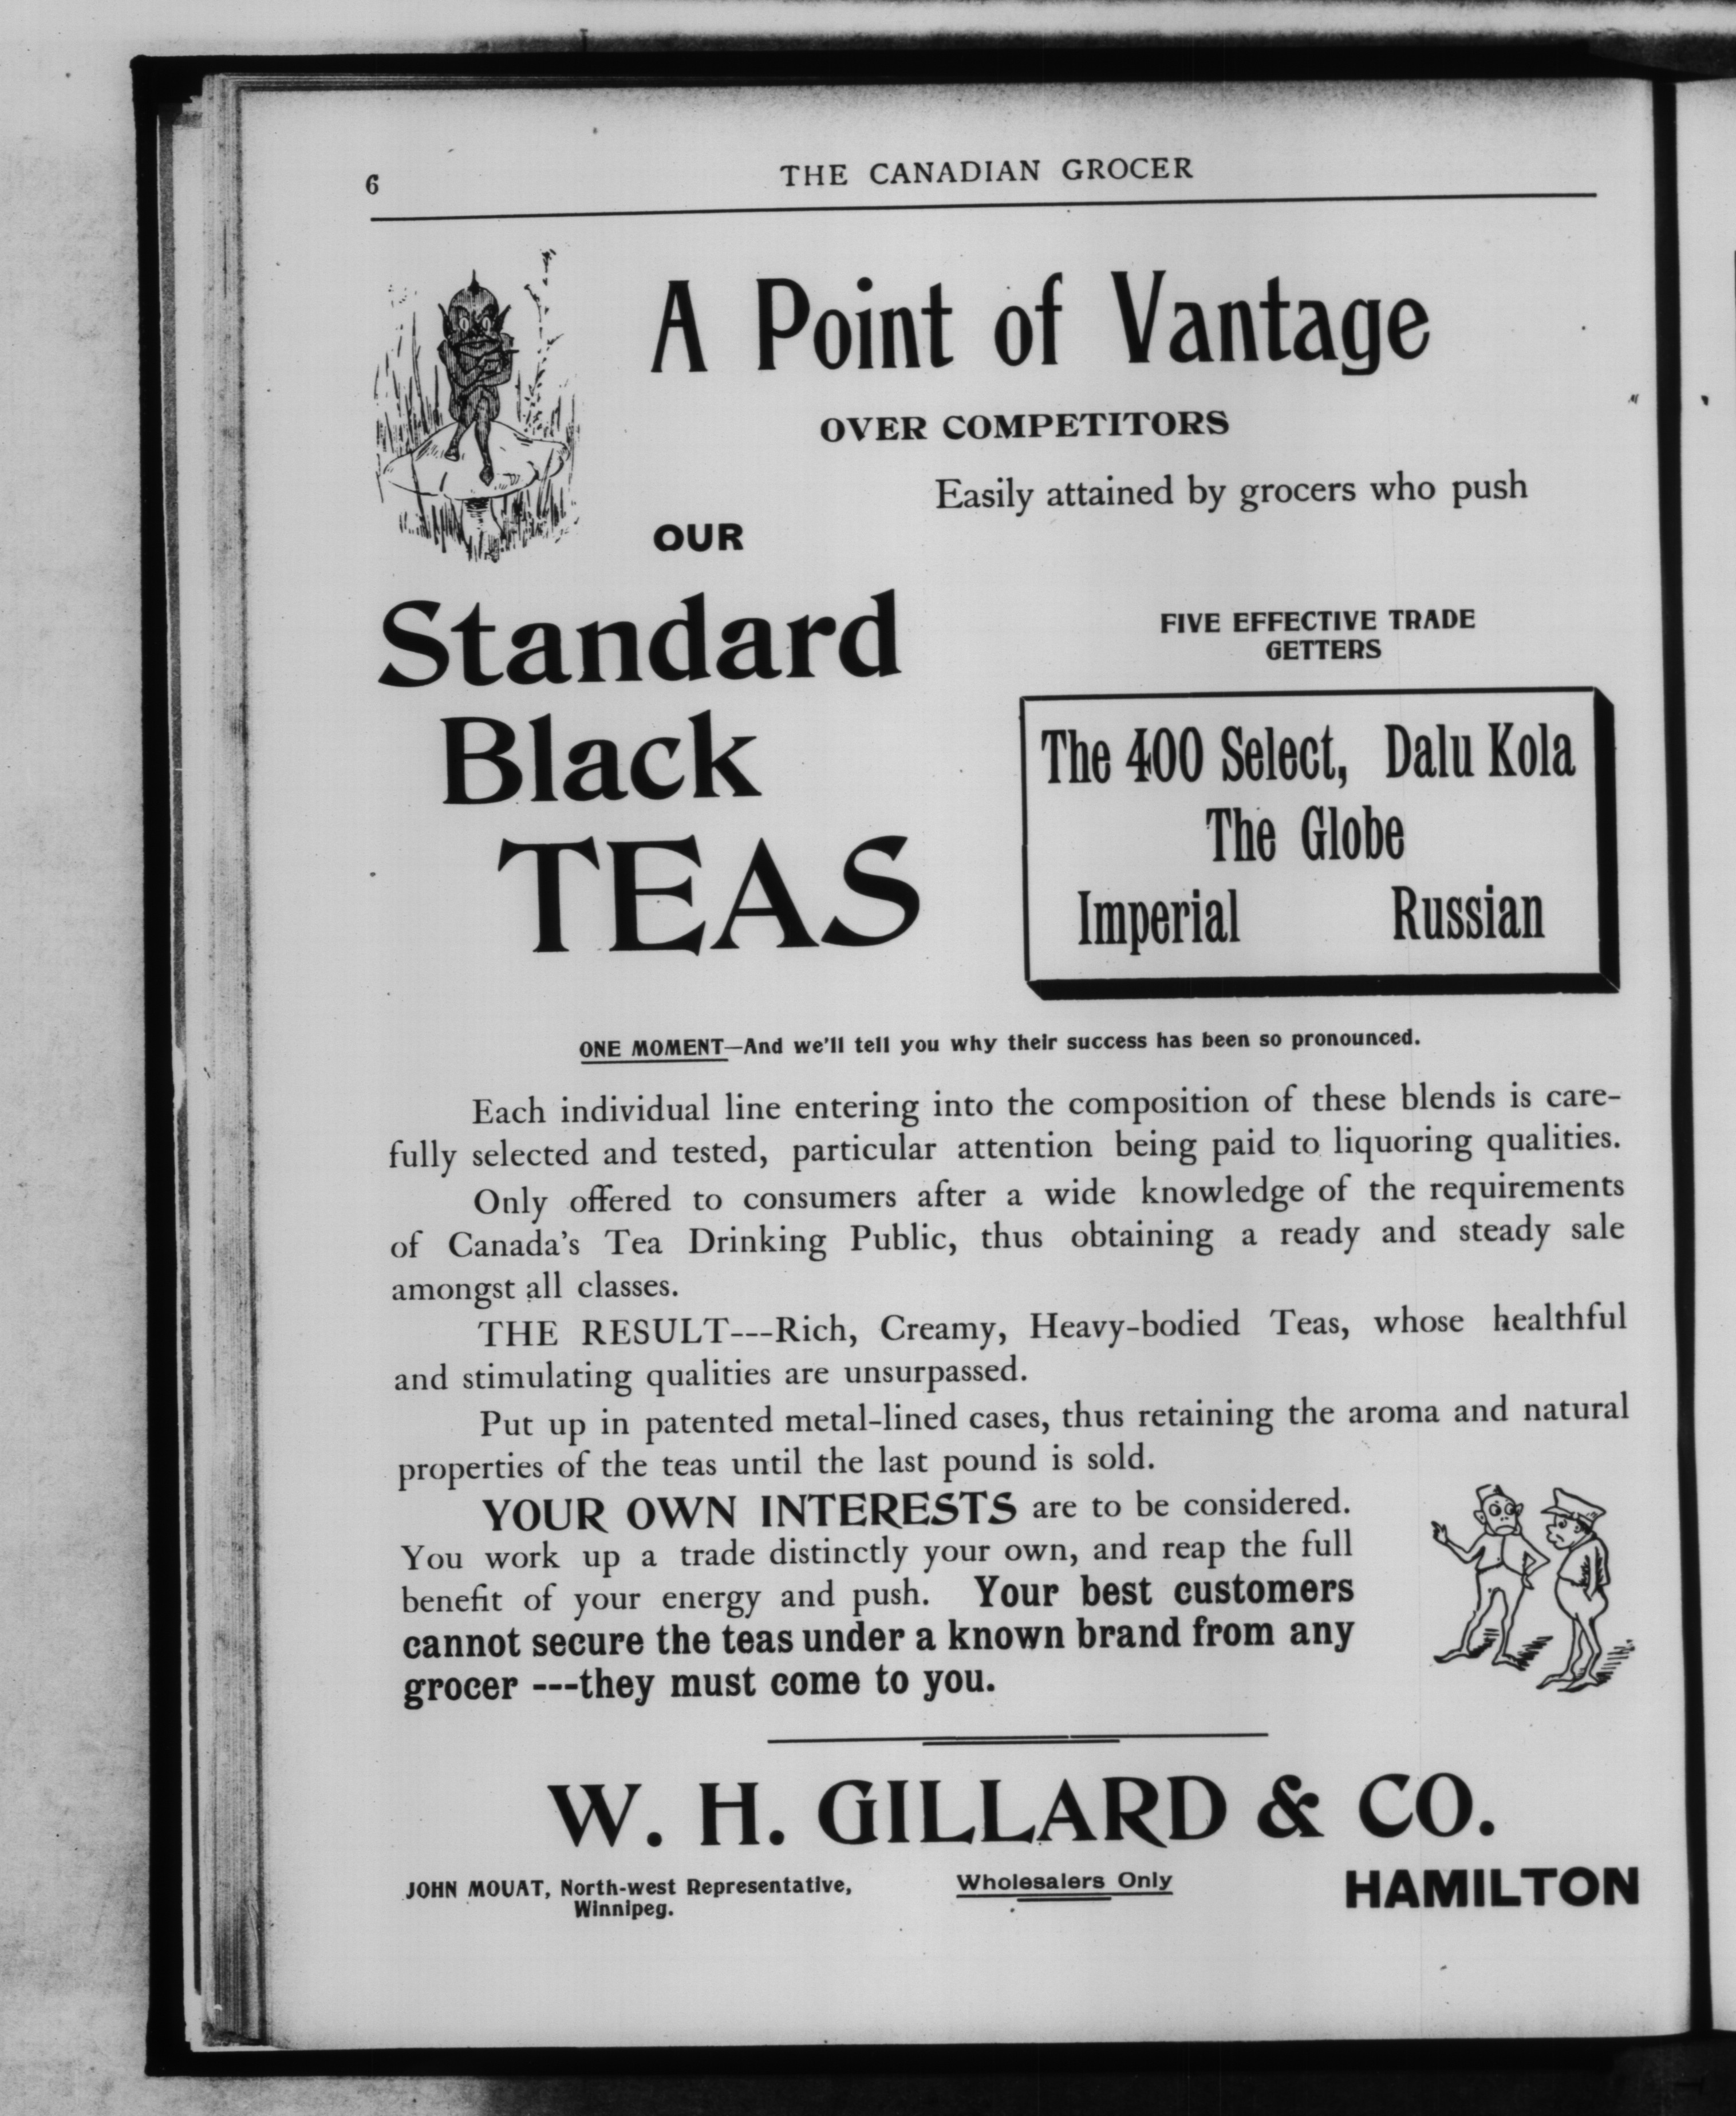 6
THE CANADIAN GROCER
A Point of Vantage
OVER COMPETITORS
Easily attained by grocers who push
OUR
Standard
Black
TEAS
FIVE EFFECTIVE TRADE
GETTERS
The 400 Select, Dalu Kola
The Globe
Imperial Russian
ONE MOMENT—And we'll tell you why their success has been so pronounced.
Each individual line entering into the composition of these blends is care-
fully selected and tested, particular attention being paid to liquoring qualities.
Only offered to consumers after a wide knowledge of the requirements
of Canada's Tea Drinking Public, thus obtaining a ready and steady sale
amongst all classes.
THE RESULT---Rich, Creamy, Heavy-bodied Teas, whose healthful
and stimulating qualities are unsurpassed.
Put up in patented metal-lined cases, thus retaining the aroma and natural
properties of the teas until the last pound is sold.
YOUR OWN INTERESTS are to be considered.
You work up a trade distinctly your own, and reap the full
benefit of your energy and push. Your best customers
cannot secure the teas under a known brand from any
grocer ---they must come to you.
W. H. GILLARD & CO.
JOHN MOUAT, North-west Representative,
Winnipeg.
Wholesalers Only
HAMILTON